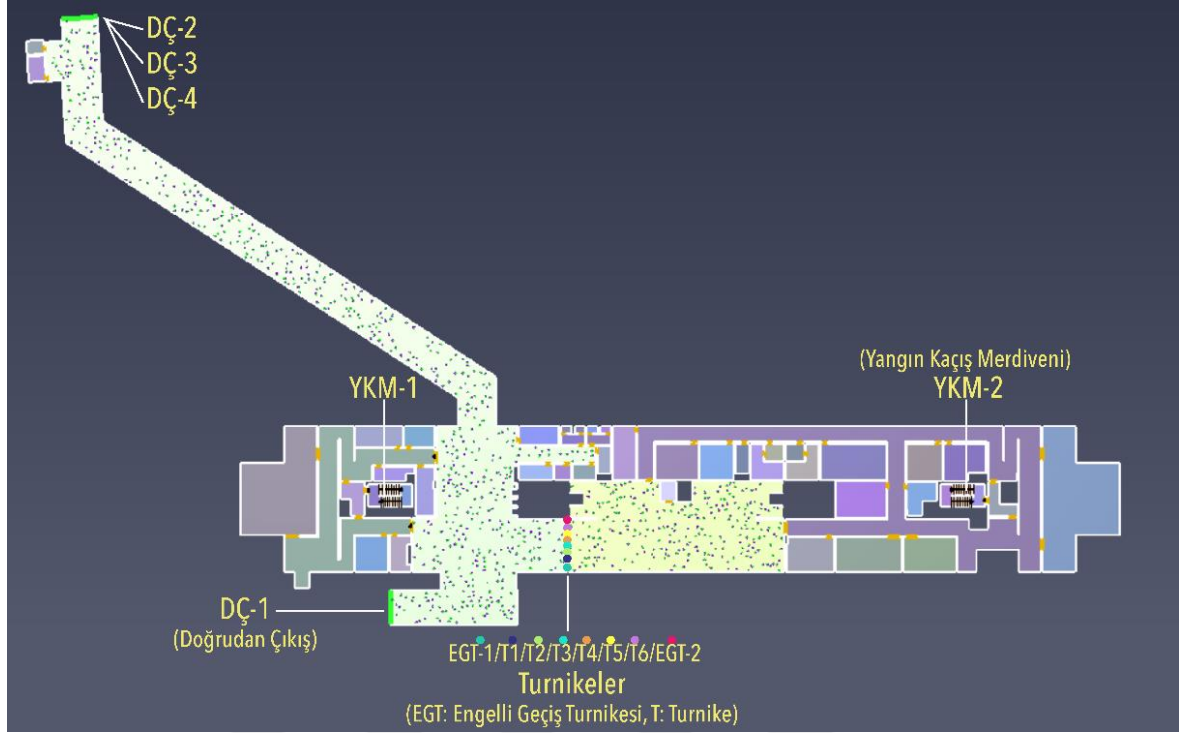 DÇ-2
DÇ-3
DÇ-4
(Yangın Kaçış Merdiveni)
YKM-1
YKM-2
DÇ-1
(Doğrudan Çıkış)
EGT-1/T1/T2/T3/T4/T5/T6/EGT-2
Turnikeler
(EGT: Engelli Geçiş Turnikesi, T: Turnike)